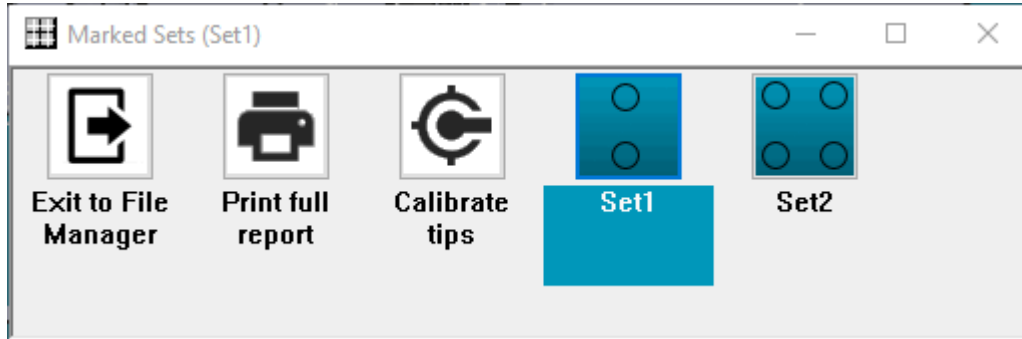 Marked Sets (Set1)
Exit to File
Manager
Print full
report
Calibrate
tips
Set1
Set2